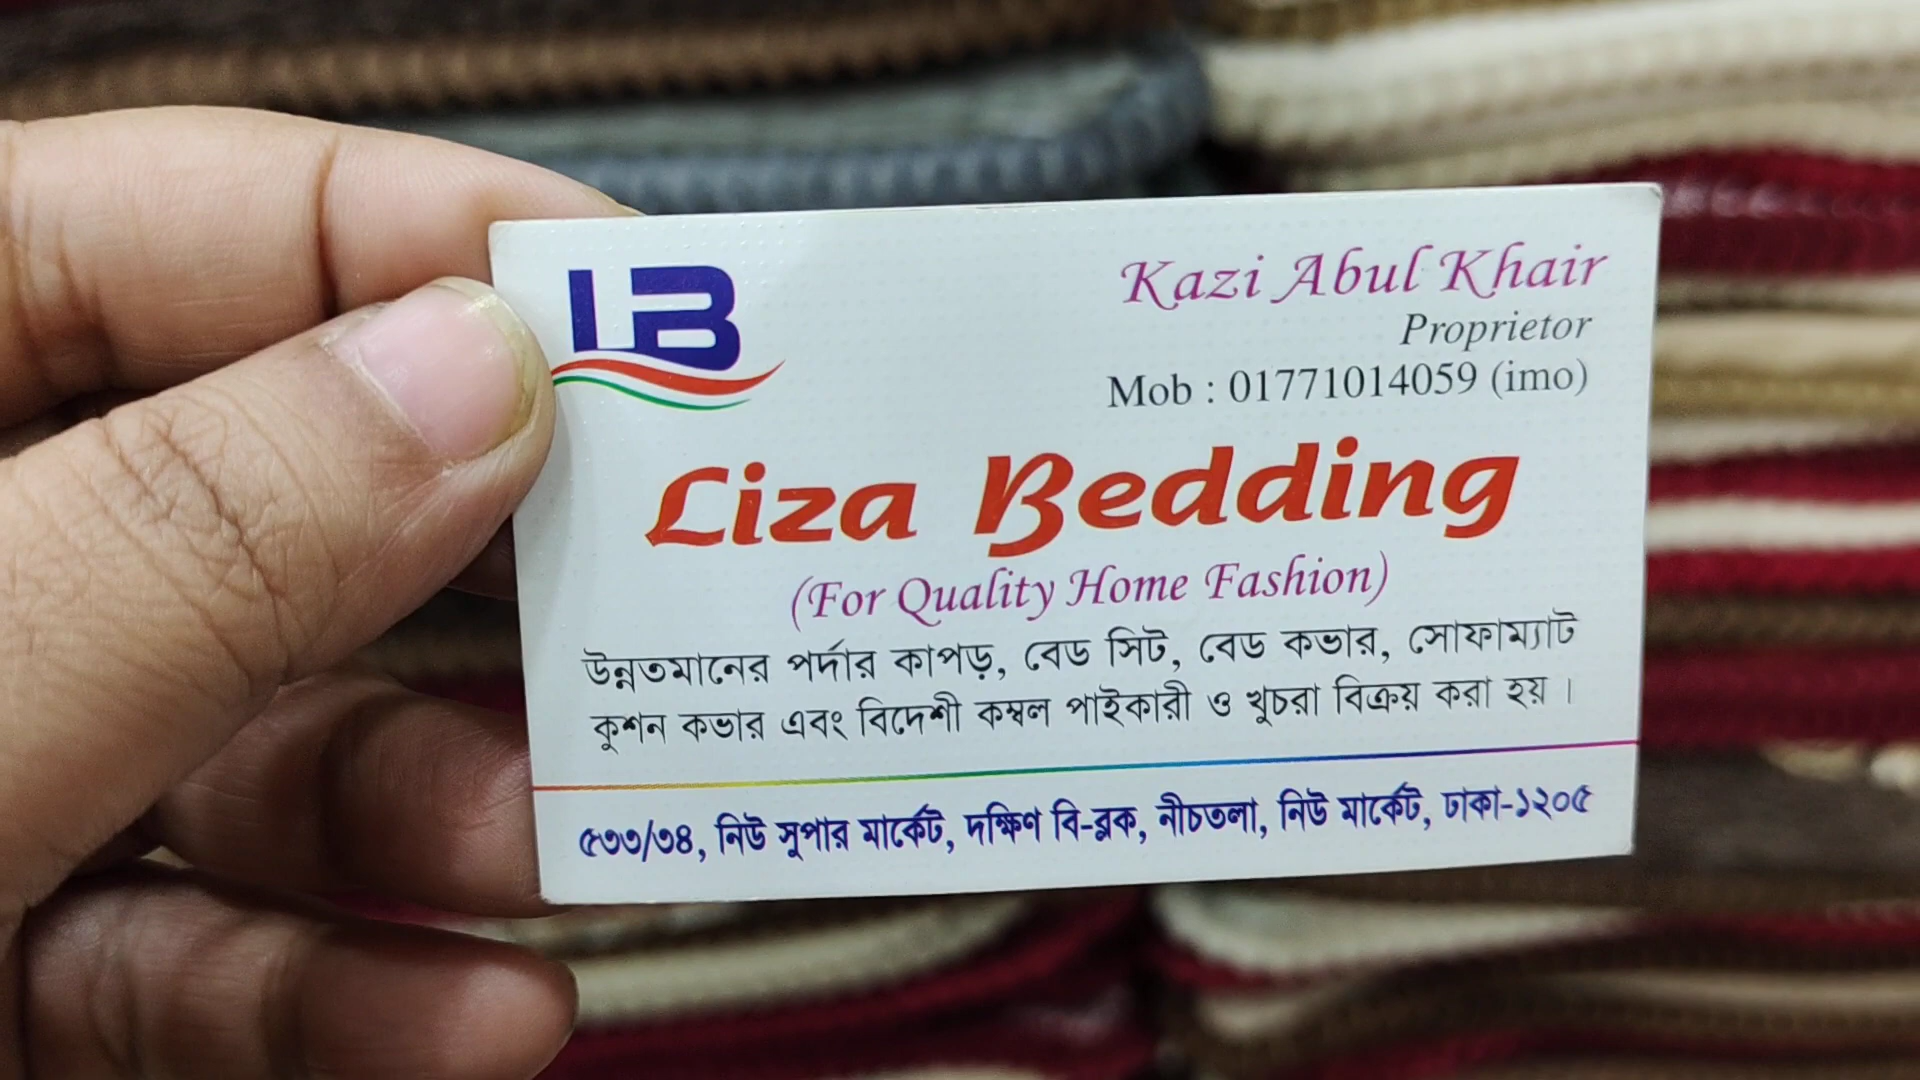 LB
Kazi Abul Khair
Proprietor
Mob : 01771014059 (imo)
Liza Bedding
(For Quality Home Fashion)
উন্নতমানের পর্দার কাপড়, বেড সিট, বেড কভার, সোফাম্যাট
কুশন কভার এবং বিদেশী কম্বল পাইকারী ও খুচরা বিক্রয় করা হয় ।
৫৩৩/৩৪, নিউ সুপার মার্কেট, দক্ষিণ বি-ব্লক, নীচতলা, নিউ মার্কেট, ঢাকা-১২০৫